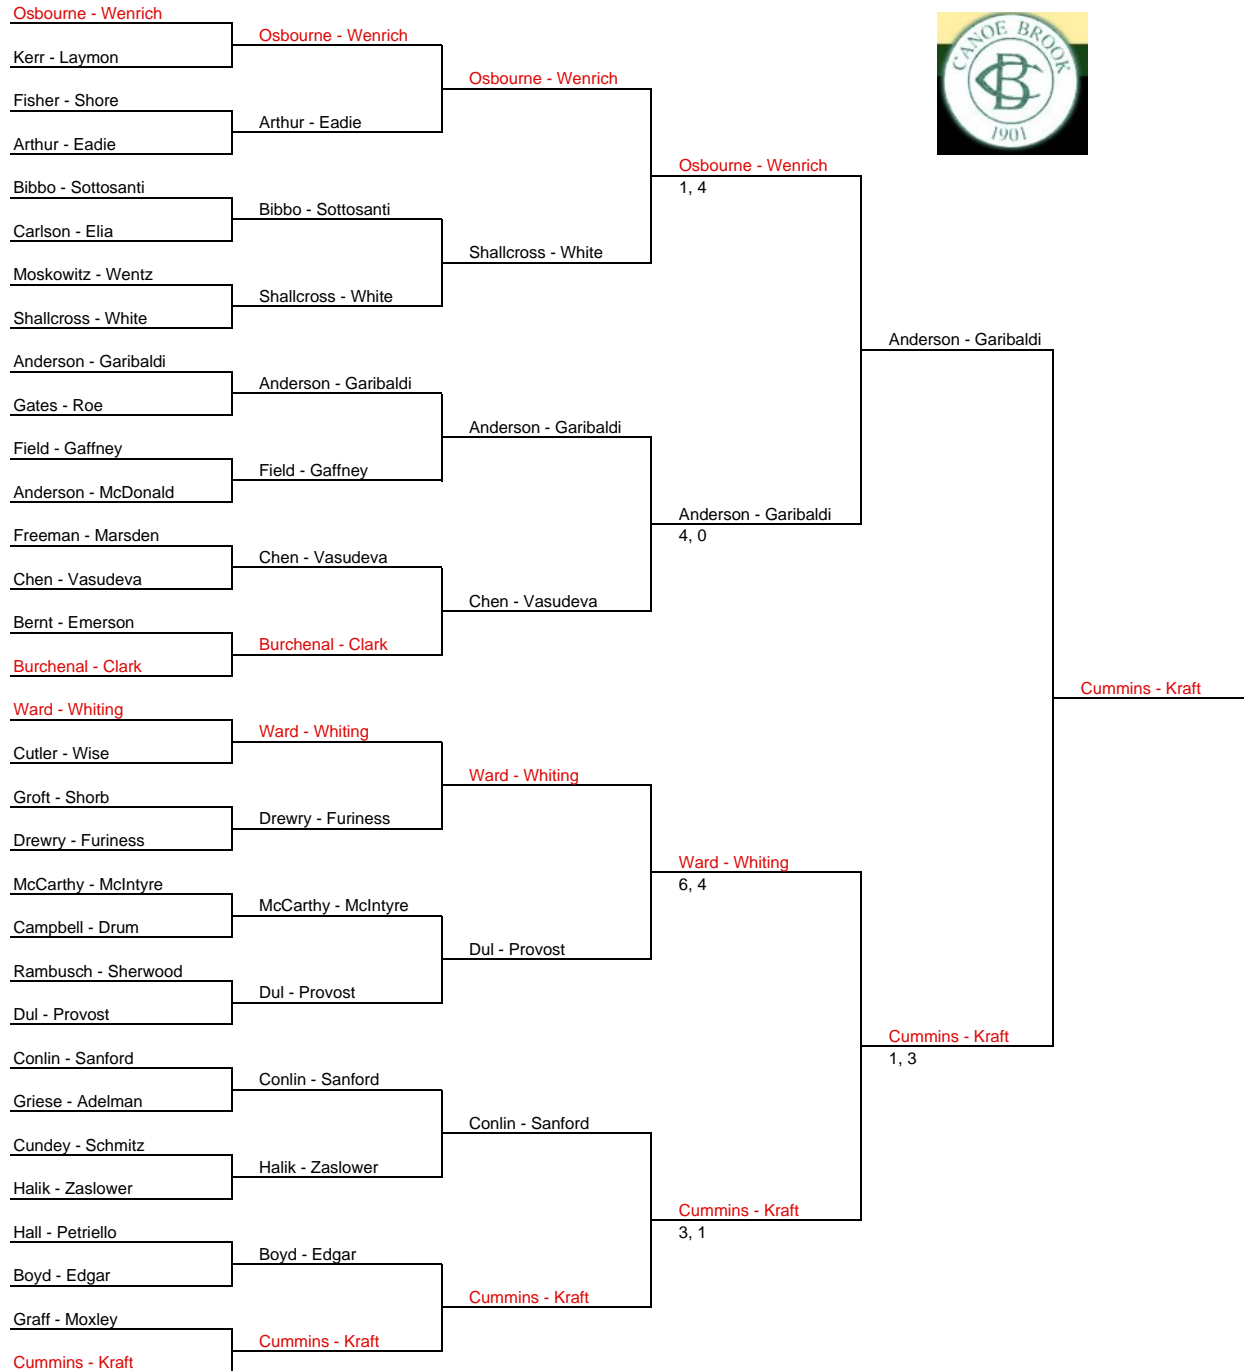 Osbourne - Wenrich
Kerr - Laymon
Fisher - Shore
Arthur - Eadie
Bibbo - Sottosanti
Carlson - Elia
Moskowitz - Wentz
Shallcross - White
Anderson - Garibaldi
Gates - Roe
Field - Gaffney
Anderson - McDonald
Freeman - Marsden
Chen - Vasudeva
Bernt - Emerson
Burchenal - Clark
Ward - Whiting
Cutler - Wise
Groft - Shorb
Drewry - Furiness
McCarthy - McIntyre
Campbell - Drum
Rambusch - Sherwood
Dul - Provost
Conlin - Sanford
Griese - Adelman
Cundey - Schmitz
Halik - Zaslower
Hall - Petriello
Boyd - Edgar
Graff - Moxley
Cummins - Kraft
Osbourne - Wenrich
Arthur - Eadie
Bibbo - Sottosanti
Shallcross - White
Anderson - Garibaldi
Field - Gaffney
Chen - Vasudeva
Burchenal - Clark
Ward - Whiting
Drewry - Furiness
McCarthy - McIntyre
Dul - Provost
Conlin - Sanford
Halik - Zaslower
Boyd - Edgar
Cummins - Kraft
Osbourne - Wenrich
Shallcross - White
Anderson - Garibaldi
Chen - Vasudeva
Ward - Whiting
Dul - Provost
Conlin - Sanford
Cummins - Kraft
Osbourne - Wenrich
1, 4
Anderson - Garibaldi
4, 0
Ward - Whiting
6, 4
Cummins - Kraft
3, 1
Anderson - Garibaldi
Cummins - Kraft
1, 3
Cummins - Kraft
CANOE BROOK
CB
1901